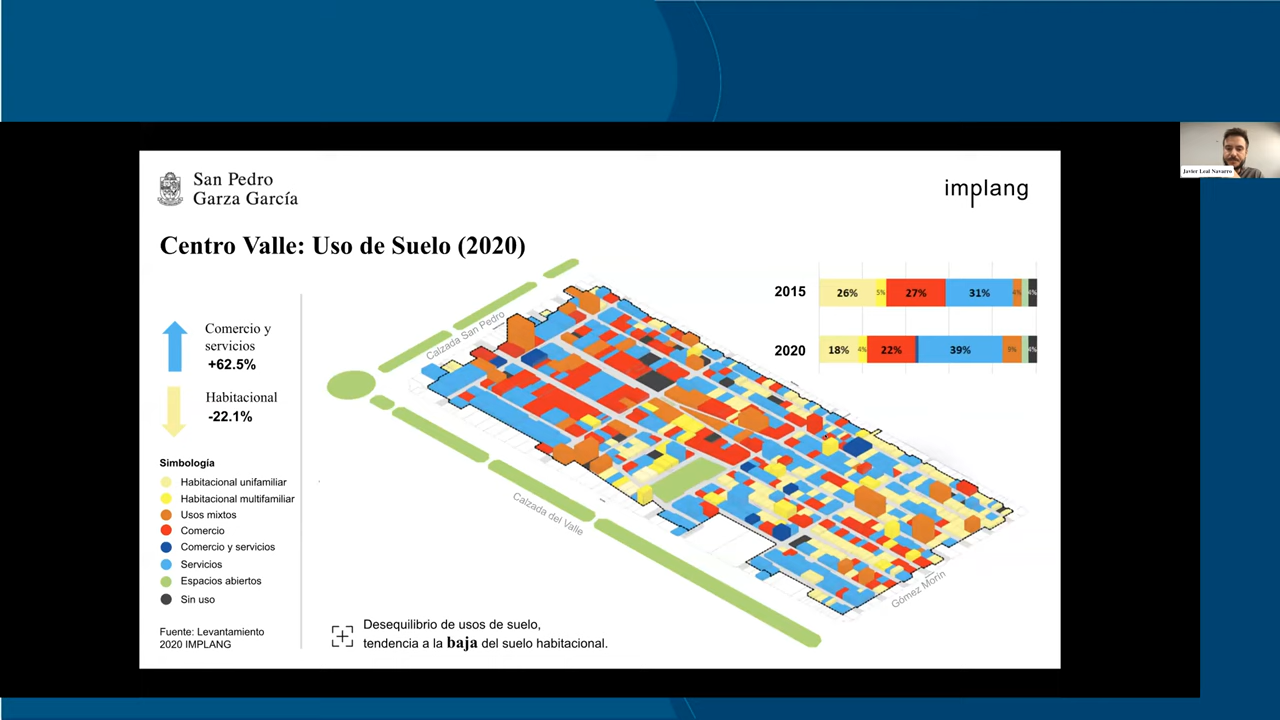 San Pedro
Garza García
implang
Javier Leal Navarro
Centro Valle: Uso de Suelo (2020)
2015
26%
5%
27%
31%
4%
4%
2020
18%
4%
22%
39%
9%
4%
Comercio y
servicios
+62.5%
Habitacional
-22.1%
Simbología
Habitacional unifamiliar
Habitacional multifamiliar
Usos mixtos
Comercio
Comercio y servicios
Servicios
Espacios abiertos
Sin uso
Fuente: Levantamiento
2020 IMPLANG
Calzada San Pedro
Calzada del Valle
Gómez Morín
Desequilibrio de usos de suelo,
tendencia a la baja del suelo habitacional.